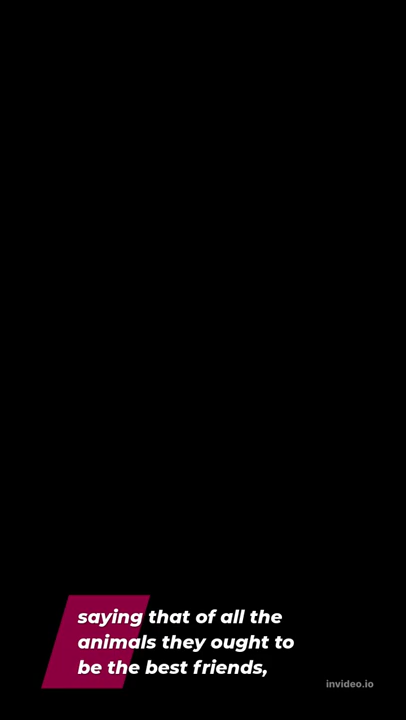 saying that of all the
animals they ought to
be the best friends,
invideo.io